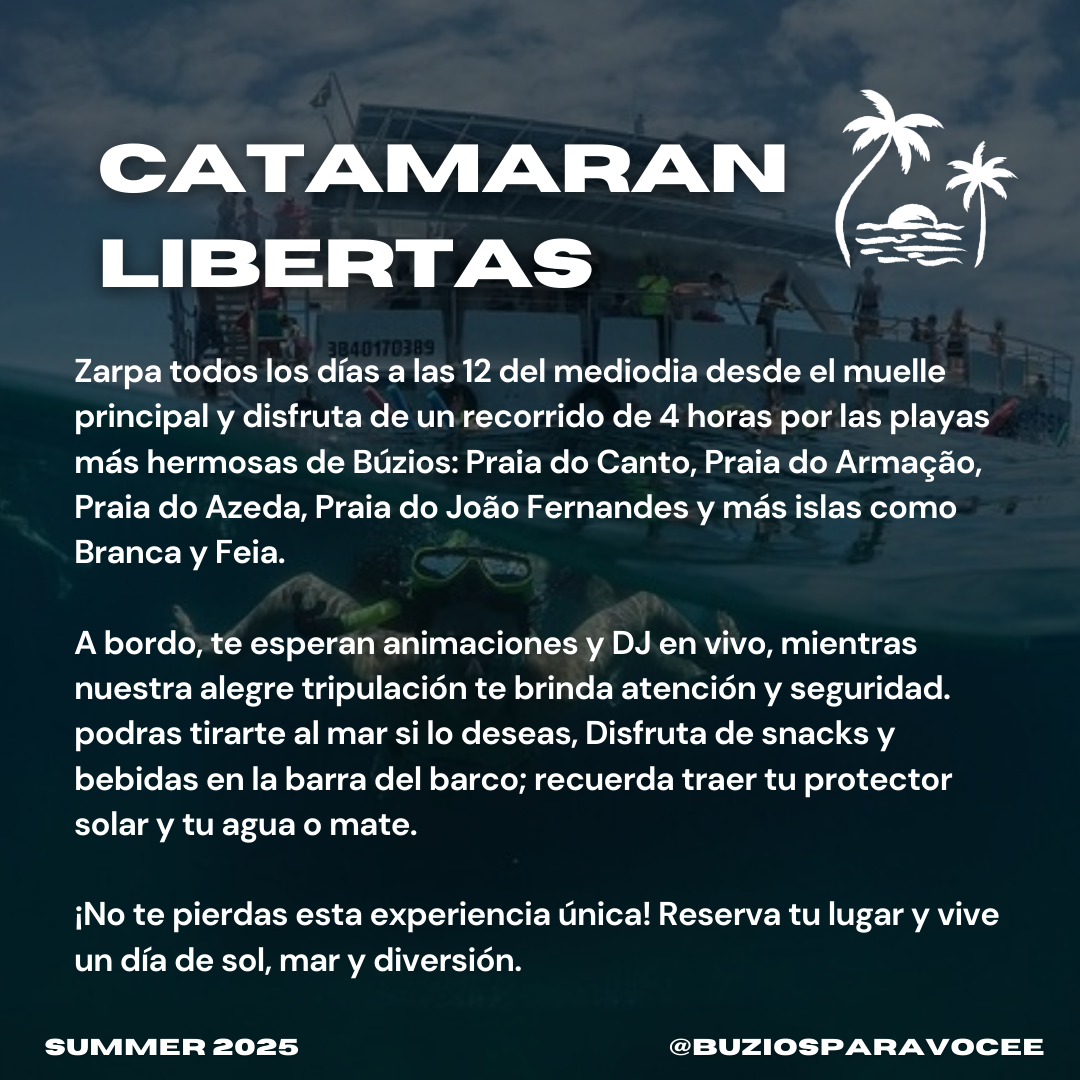 CATAMARAN
LIBERTAS
3B40170389
Zarpa todos los días a las 12 del mediodia desde el muelle
principal y disfruta de un recorrido de 4 horas por las playas
más hermosas de Búzios: Praia do Canto, Praia do Armação,
Praia do Azeda, Praia do João Fernandes y más islas como
Branca y Feia.
A bordo, te esperan animaciones y DJ en vivo, mientras
nuestra alegre tripulación te brinda atención y seguridad.
podras tirarte al mar si lo deseas, Disfruta de snacks y
bebidas en la barra del barco; recuerda traer tu protector
solar y tu agua o mate.
¡No te pierdas esta experiencia única! Reserva tu lugar y vive
un día de sol, mar y diversión.
SUMMER 2025
@BUZIOSPARAVOCEE